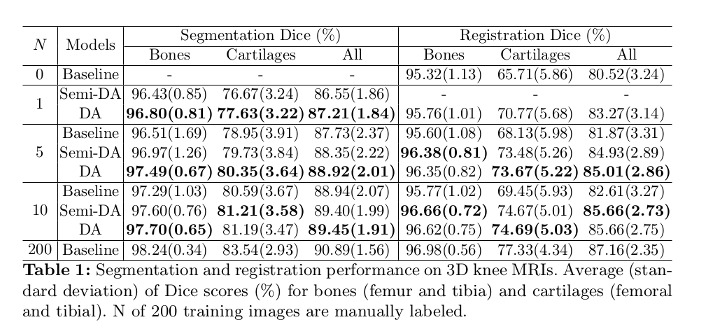 N Models Segmentation Dice (%) Registration Dice (%)
Bones Cartilages All Bones Cartilages All
0 Baseline - - - 95.32(1.13) 65.71(5.86) 80.52(3.24)
1 Semi-DA 96.43(0.85) 76.67(3.24) 86.55(1.86) - - -
DA 96.80(0.81) 77.63(3.22) 87.21(1.84) 95.76(1.01) 70.77(5.68) 83.27(3.14)
5 Baseline 96.51(1.69) 78.95(3.91) 87.73(2.37) 95.60(1.08) 68.13(5.98) 81.87(3.31)
Semi-DA 96.97(1.26) 79.73(3.84) 88.35(2.22) 96.38(0.81) 73.48(5.26) 84.93(2.89)
DA 97.49(0.67) 80.35(3.64) 88.92(2.01) 96.35(0.82) 73.67(5.22) 85.01(2.86)
10 Baseline 97.29(1.03) 80.59(3.67) 88.94(2.07) 95.77(1.02) 69.45(5.93) 82.61(3.27)
Semi-DA 97.60(0.76) 81.21(3.58) 89.40(1.99) 96.66(0.72) 74.67(5.01) 85.66(2.73)
DA 97.70(0.65) 81.19(3.47) 89.45(1.91) 96.62(0.75) 74.69(5.03) 85.66(2.75)
200 Baseline 98.24(0.34) 83.54(2.93) 90.89(1.56) 96.98(0.56) 77.33(4.34) 87.16(2.35)
Table 1: Segmentation and registration performance on 3D knee MRIs. Average (stan-
dard deviation) of Dice scores (%) for bones (femur and tibia) and cartilages (femoral
and tibial). N of 200 training images are manually labeled.